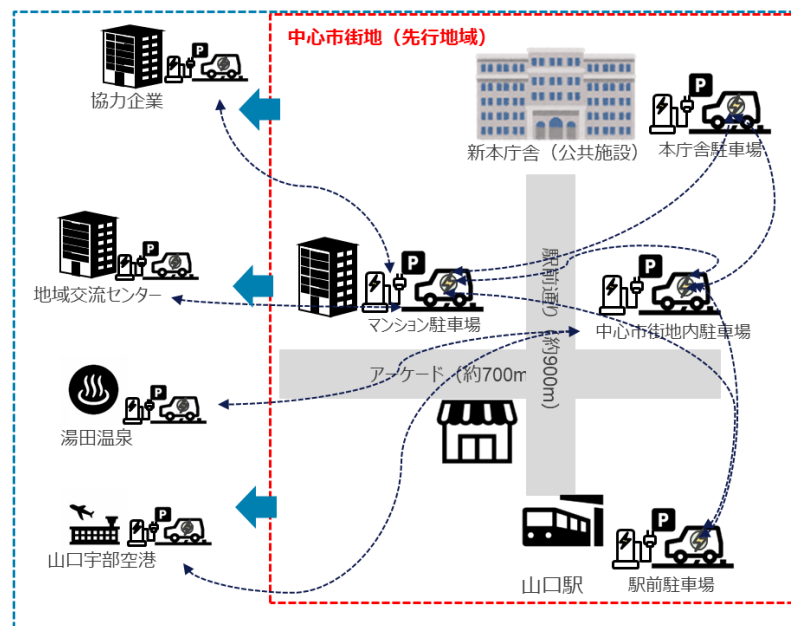 中心市街地（先行地域）
P
協力企業
P
新本庁舎（公共施設）
本庁舎駐車場
P
地域交流センター
P
マンション駐車場
P
中心市街地内駐車場
駅前通り（約900m）
アーケード（約700m
P
湯田温泉
P
山口宇部空港
山口駅
P
駅前駐車場